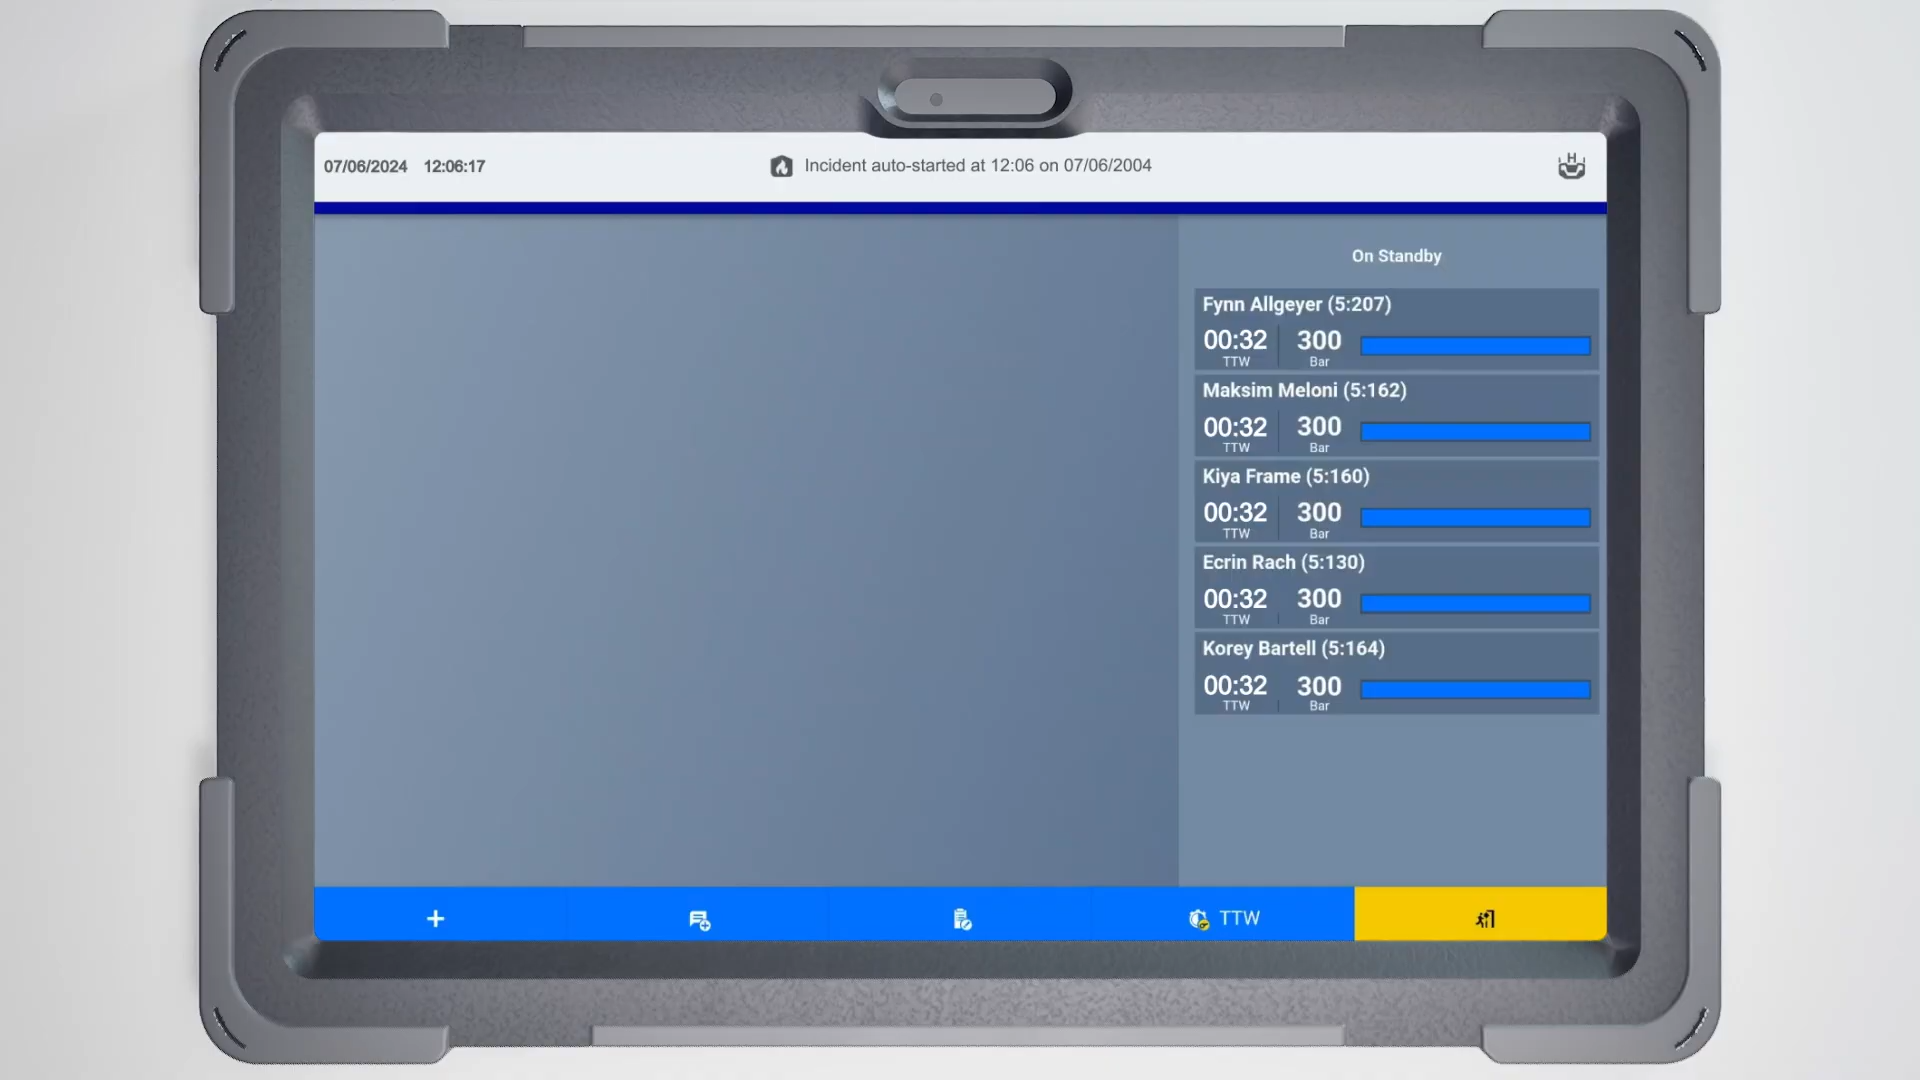 07/06/2024 12:06:17
Incident auto-started at 12:06 on 07/06/2004
H
On Standby
Fynn Allgeyer (5:207)
00:32 300
TTW Bar
Maksim Meloni (5:162)
00:32 300
TTW Bar
Kiya Frame (5:160)
00:32 300
TTW Bar
Ecrin Rach (5:130)
00:32 300
TTW Bar
Korey Bartell (5:164)
00:32 300
TTW Bar
TTW